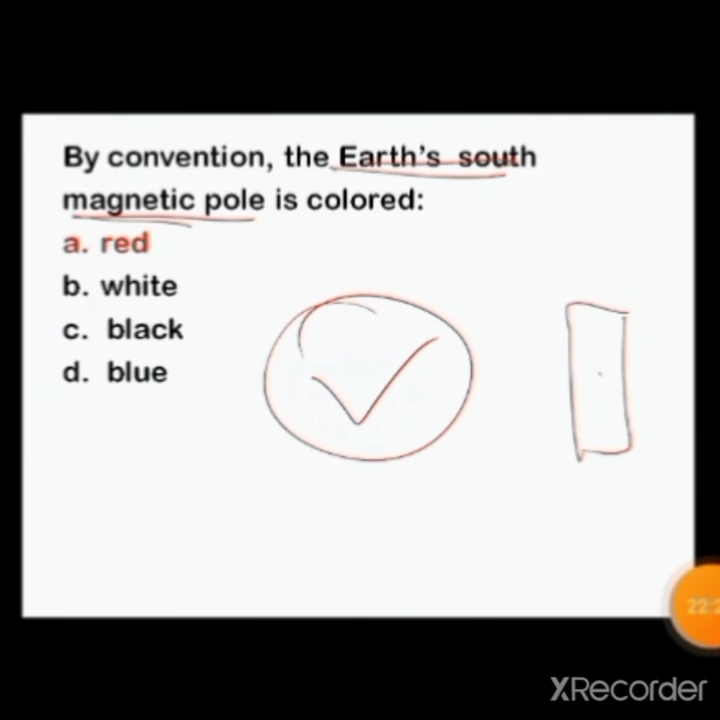 By convention, the Earth's south
magnetic pole is colored:
a. red
b. white
c. black
d. blue
XRecorder